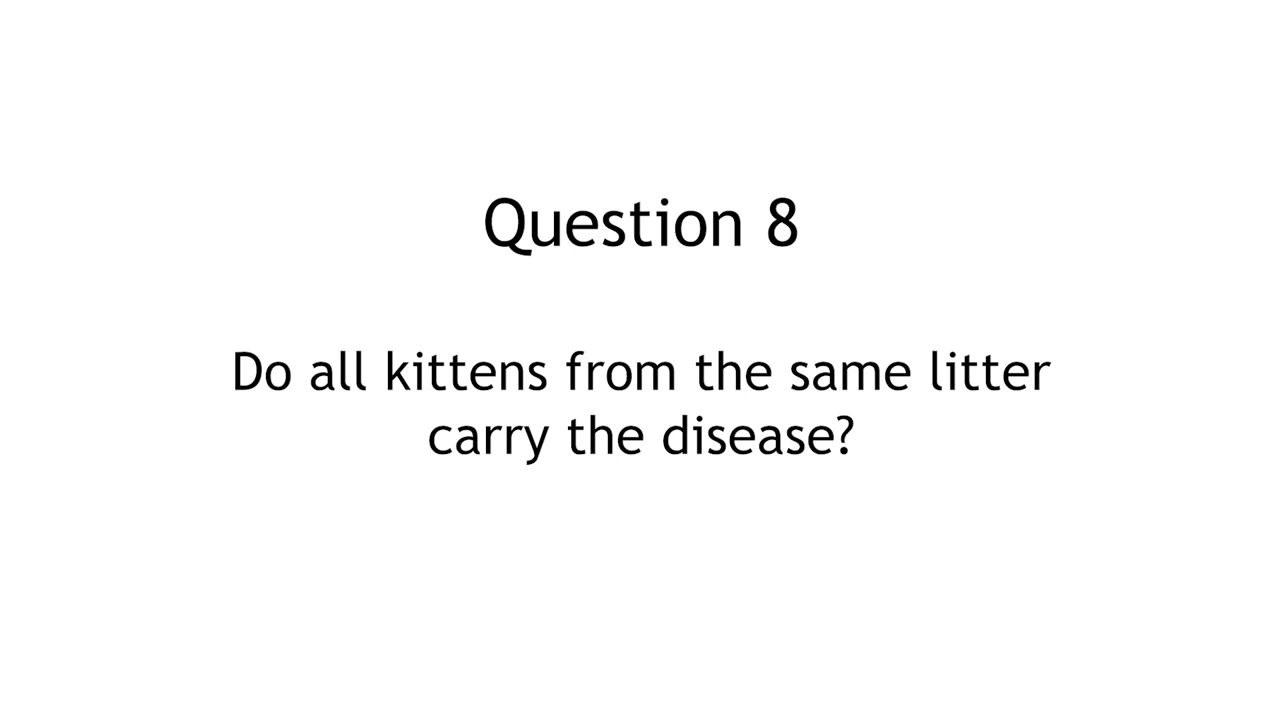 Question 8
Do all kittens from the same litter
carry the disease?